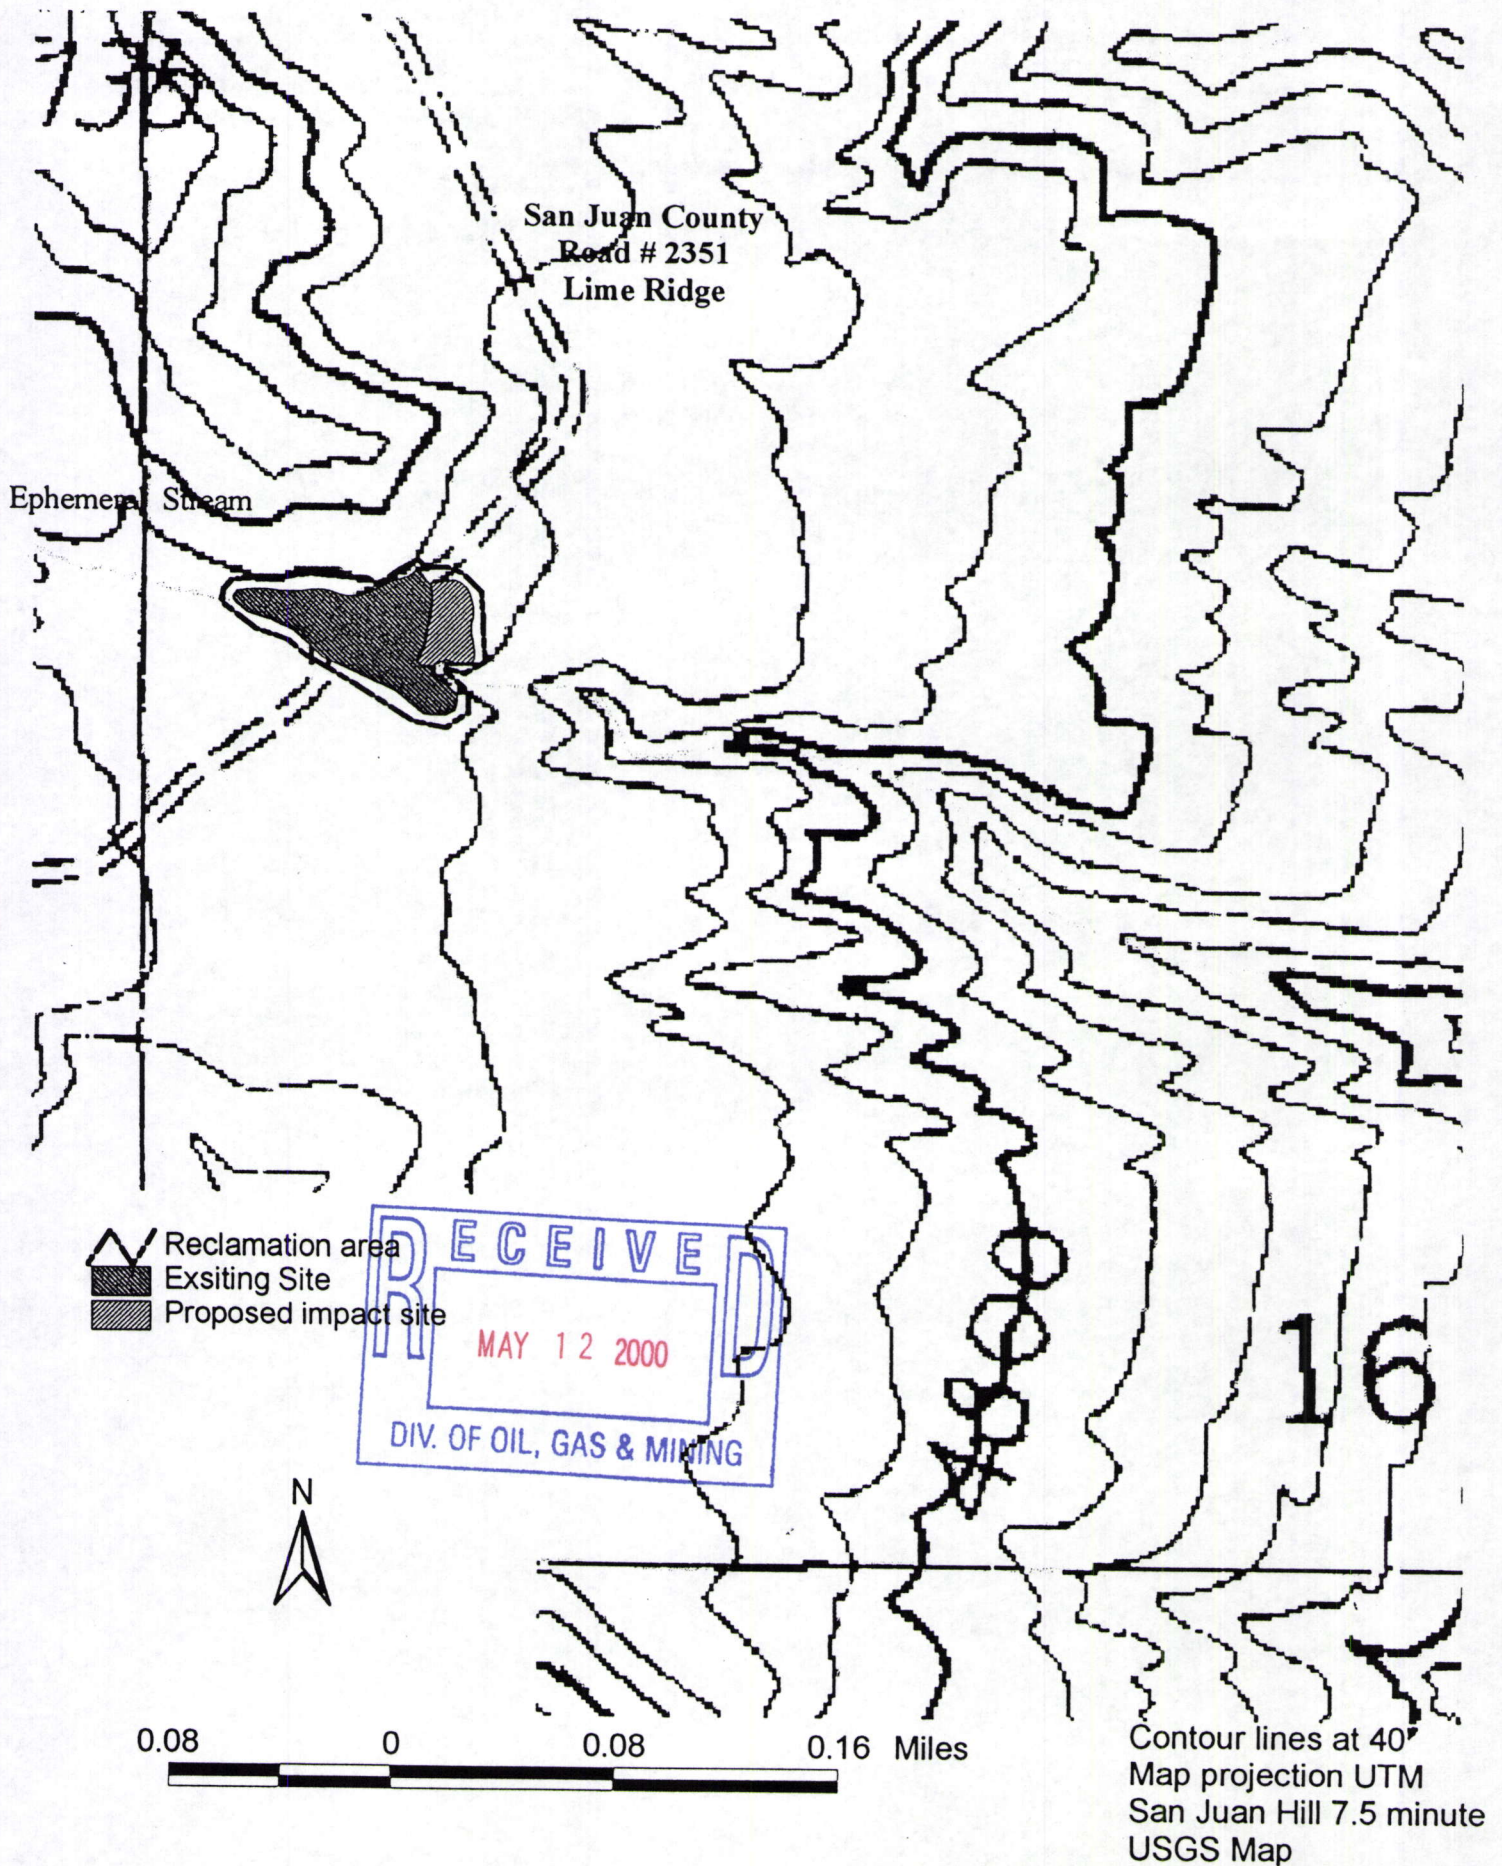 San Juan County
Road # 2351
Lime Ridge
Ephemeral Stream
Reclamation area
Exsiting Site
Proposed impact site
RECEIVED
MAY 12 2000
DIV. OF OIL, GAS & MINING
16
N
0.08 0 0.08 0.16 Miles
Contour lines at 40'
Map projection UTM
San Juan Hill 7.5 minute
USGS Map